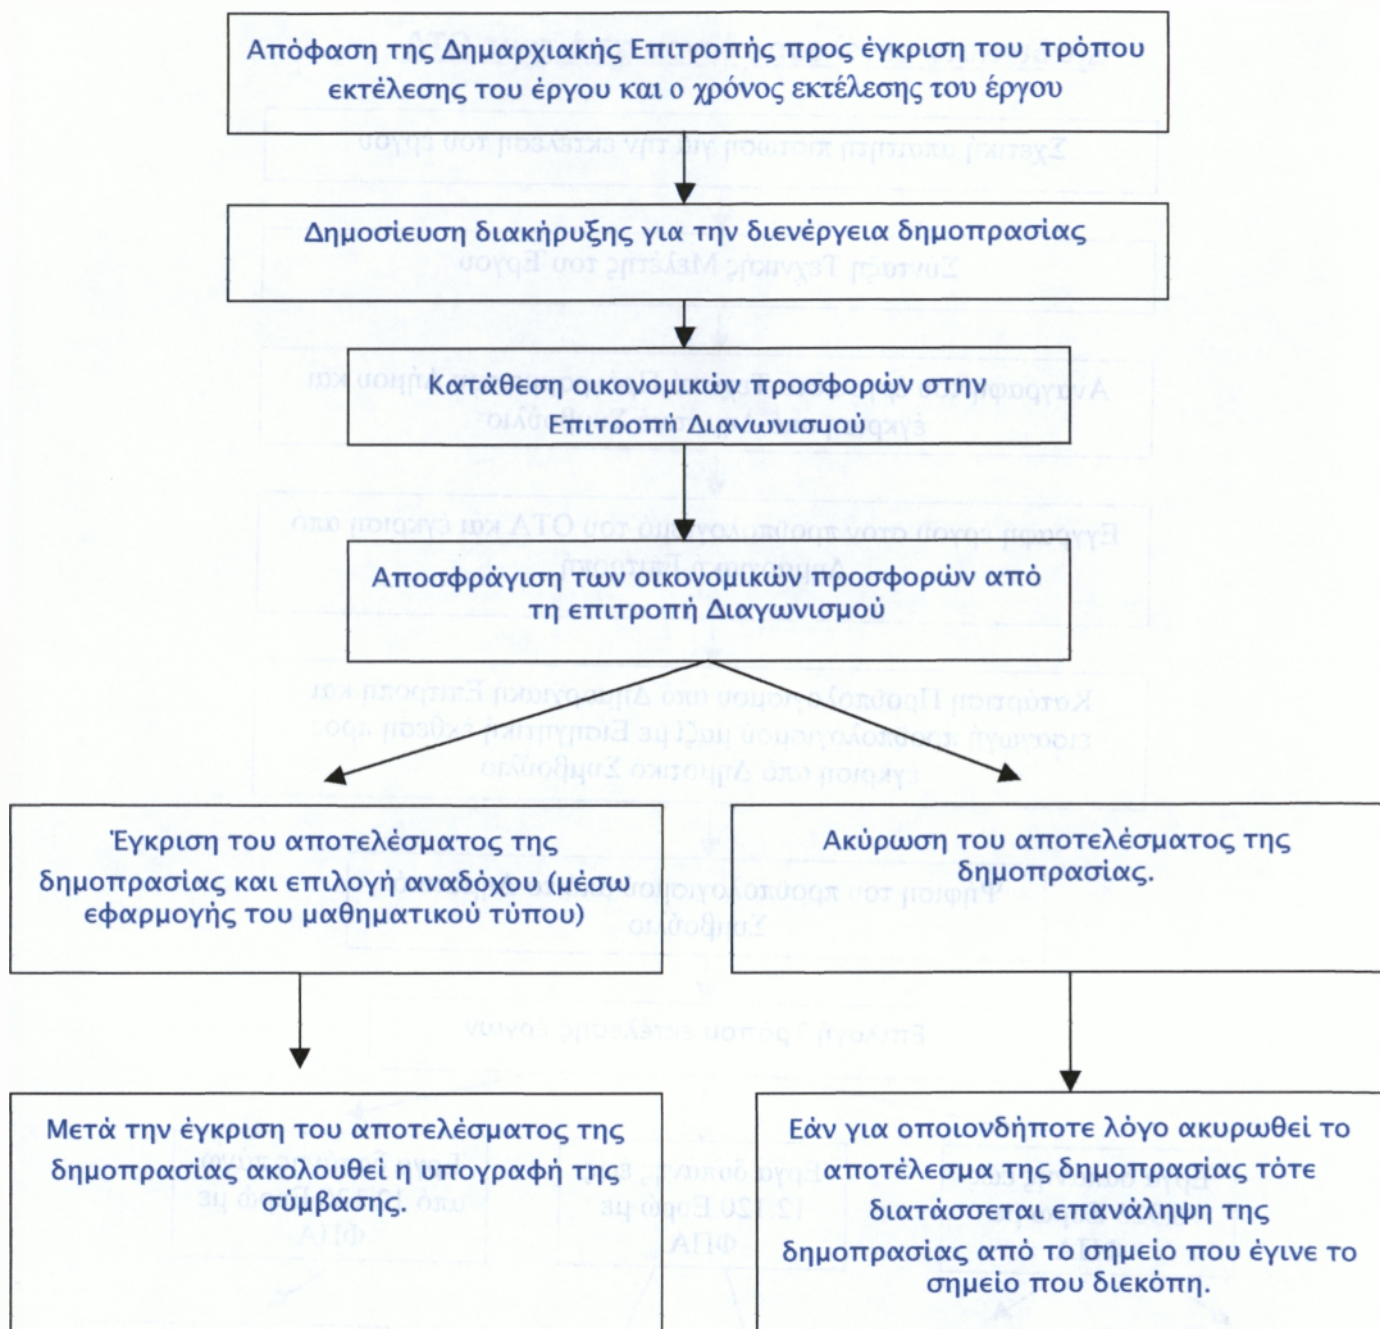 Απόφαση της Δημαρχιακής Επιτροπής προς έγκριση του τρόπου
εκτέλεσης του έργου και ο χρόνος εκτέλεσης του έργου
Δημοσίευση διακήρυξης για την διενέργεια δημοπρασίας
Κατάθεση οικονομικών προσφορών στην
Επιτροπή Διανωνισμού
Αποσφράγιση των οικονομικών προσφορών από
τη επιτροπή Διαγωνισμού
Έγκριση του αποτελέσματος της
δημοπρασίας και επιλογή αναδόχου (μέσω
εφαρμογής του μαθηματικού τύπου)
Ακύρωση του αποτελέσματος της
δημοπρασίας.
Μετά την έγκριση του αποτελέσματος της
δημοπρασίας ακολουθεί η υπογραφή της
σύμβασης.
Εάν για οποιονδήποτε λόγο ακυρωθεί το
αποτέλεσμα της δημοπρασίας τότε
διατάσσεται επανάληψη της
δημοπρασίας από το σημείο που έγινε το
σημείο που διεκόπη.